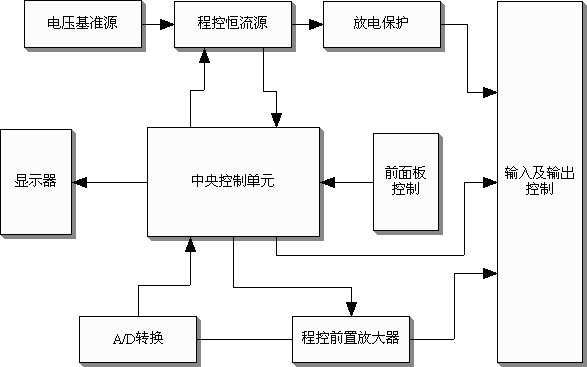 电压基准源
程控恒流源
放电保护
显示器
中央控制单元
前面板
控制
输入及输出
控制
A/D转换
程控前置放大器